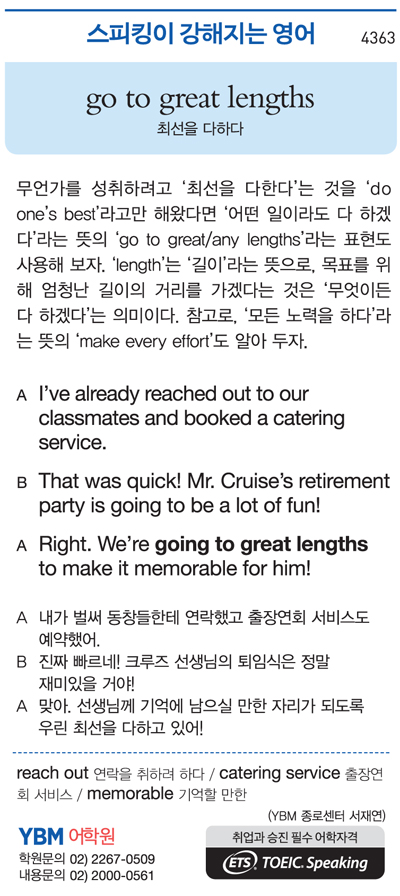 스피킹이 강해지는 영어 4363
go to great lengths
최선을 다하다
무언가를 성취하려고 ‘최선을 다한다’는 것을 ‘do
one’s best’라고만 해왔다면 ‘어떤 일이라도 다 하겠
다’라는 뜻의 ‘go to great/any lengths’라는 표현도
사용해 보자. ‘length’는 ‘길이’라는 뜻으로, 목표를 위
해 엄청난 길이의 거리를 가겠다는 것은 ‘무엇이든
다 하겠다’는 의미이다. 참고로, ‘모든 노력을 하다’라
는 뜻의 ‘make every effort’도 알아 두자.
A I’ve already reached out to our
classmates and booked a catering
service.
B That was quick! Mr. Cruise’s retirement
party is going to be a lot of fun!
A Right. We’re going to great lengths
to make it memorable for him!
A 내가 벌써 동창들한테 연락했고 출장연회 서비스도
예약했어.
B 진짜 빠르네! 크루즈 선생님의 퇴임식은 정말
재미있을 거야!
A 맞아. 선생님께 기억에 남으실 만한 자리가 되도록
우린 최선을 다하고 있어!
reach out 연락을 취하려 하다 / catering service 출장연
회 서비스 / memorable 기억할 만한
(YBM 종로센터 서재연)
YBM 어학원
학원문의 02) 2267-0509
내용문의 02) 2000-0561
취업과 승진 필수 어학자격
ETS TOEIC. Speaking